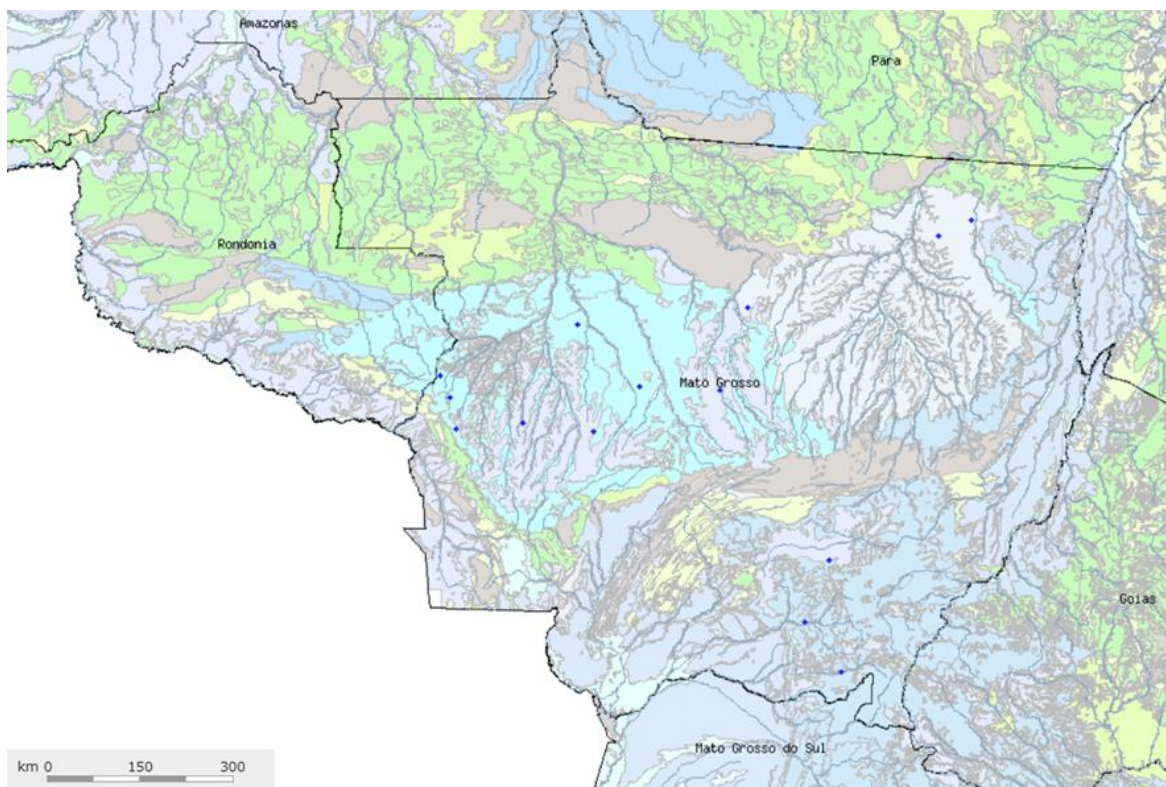 Amazonas
Para
Rondonia
Mato Grosso
Goias
Mato Grosso do Sul
km 0 150 300